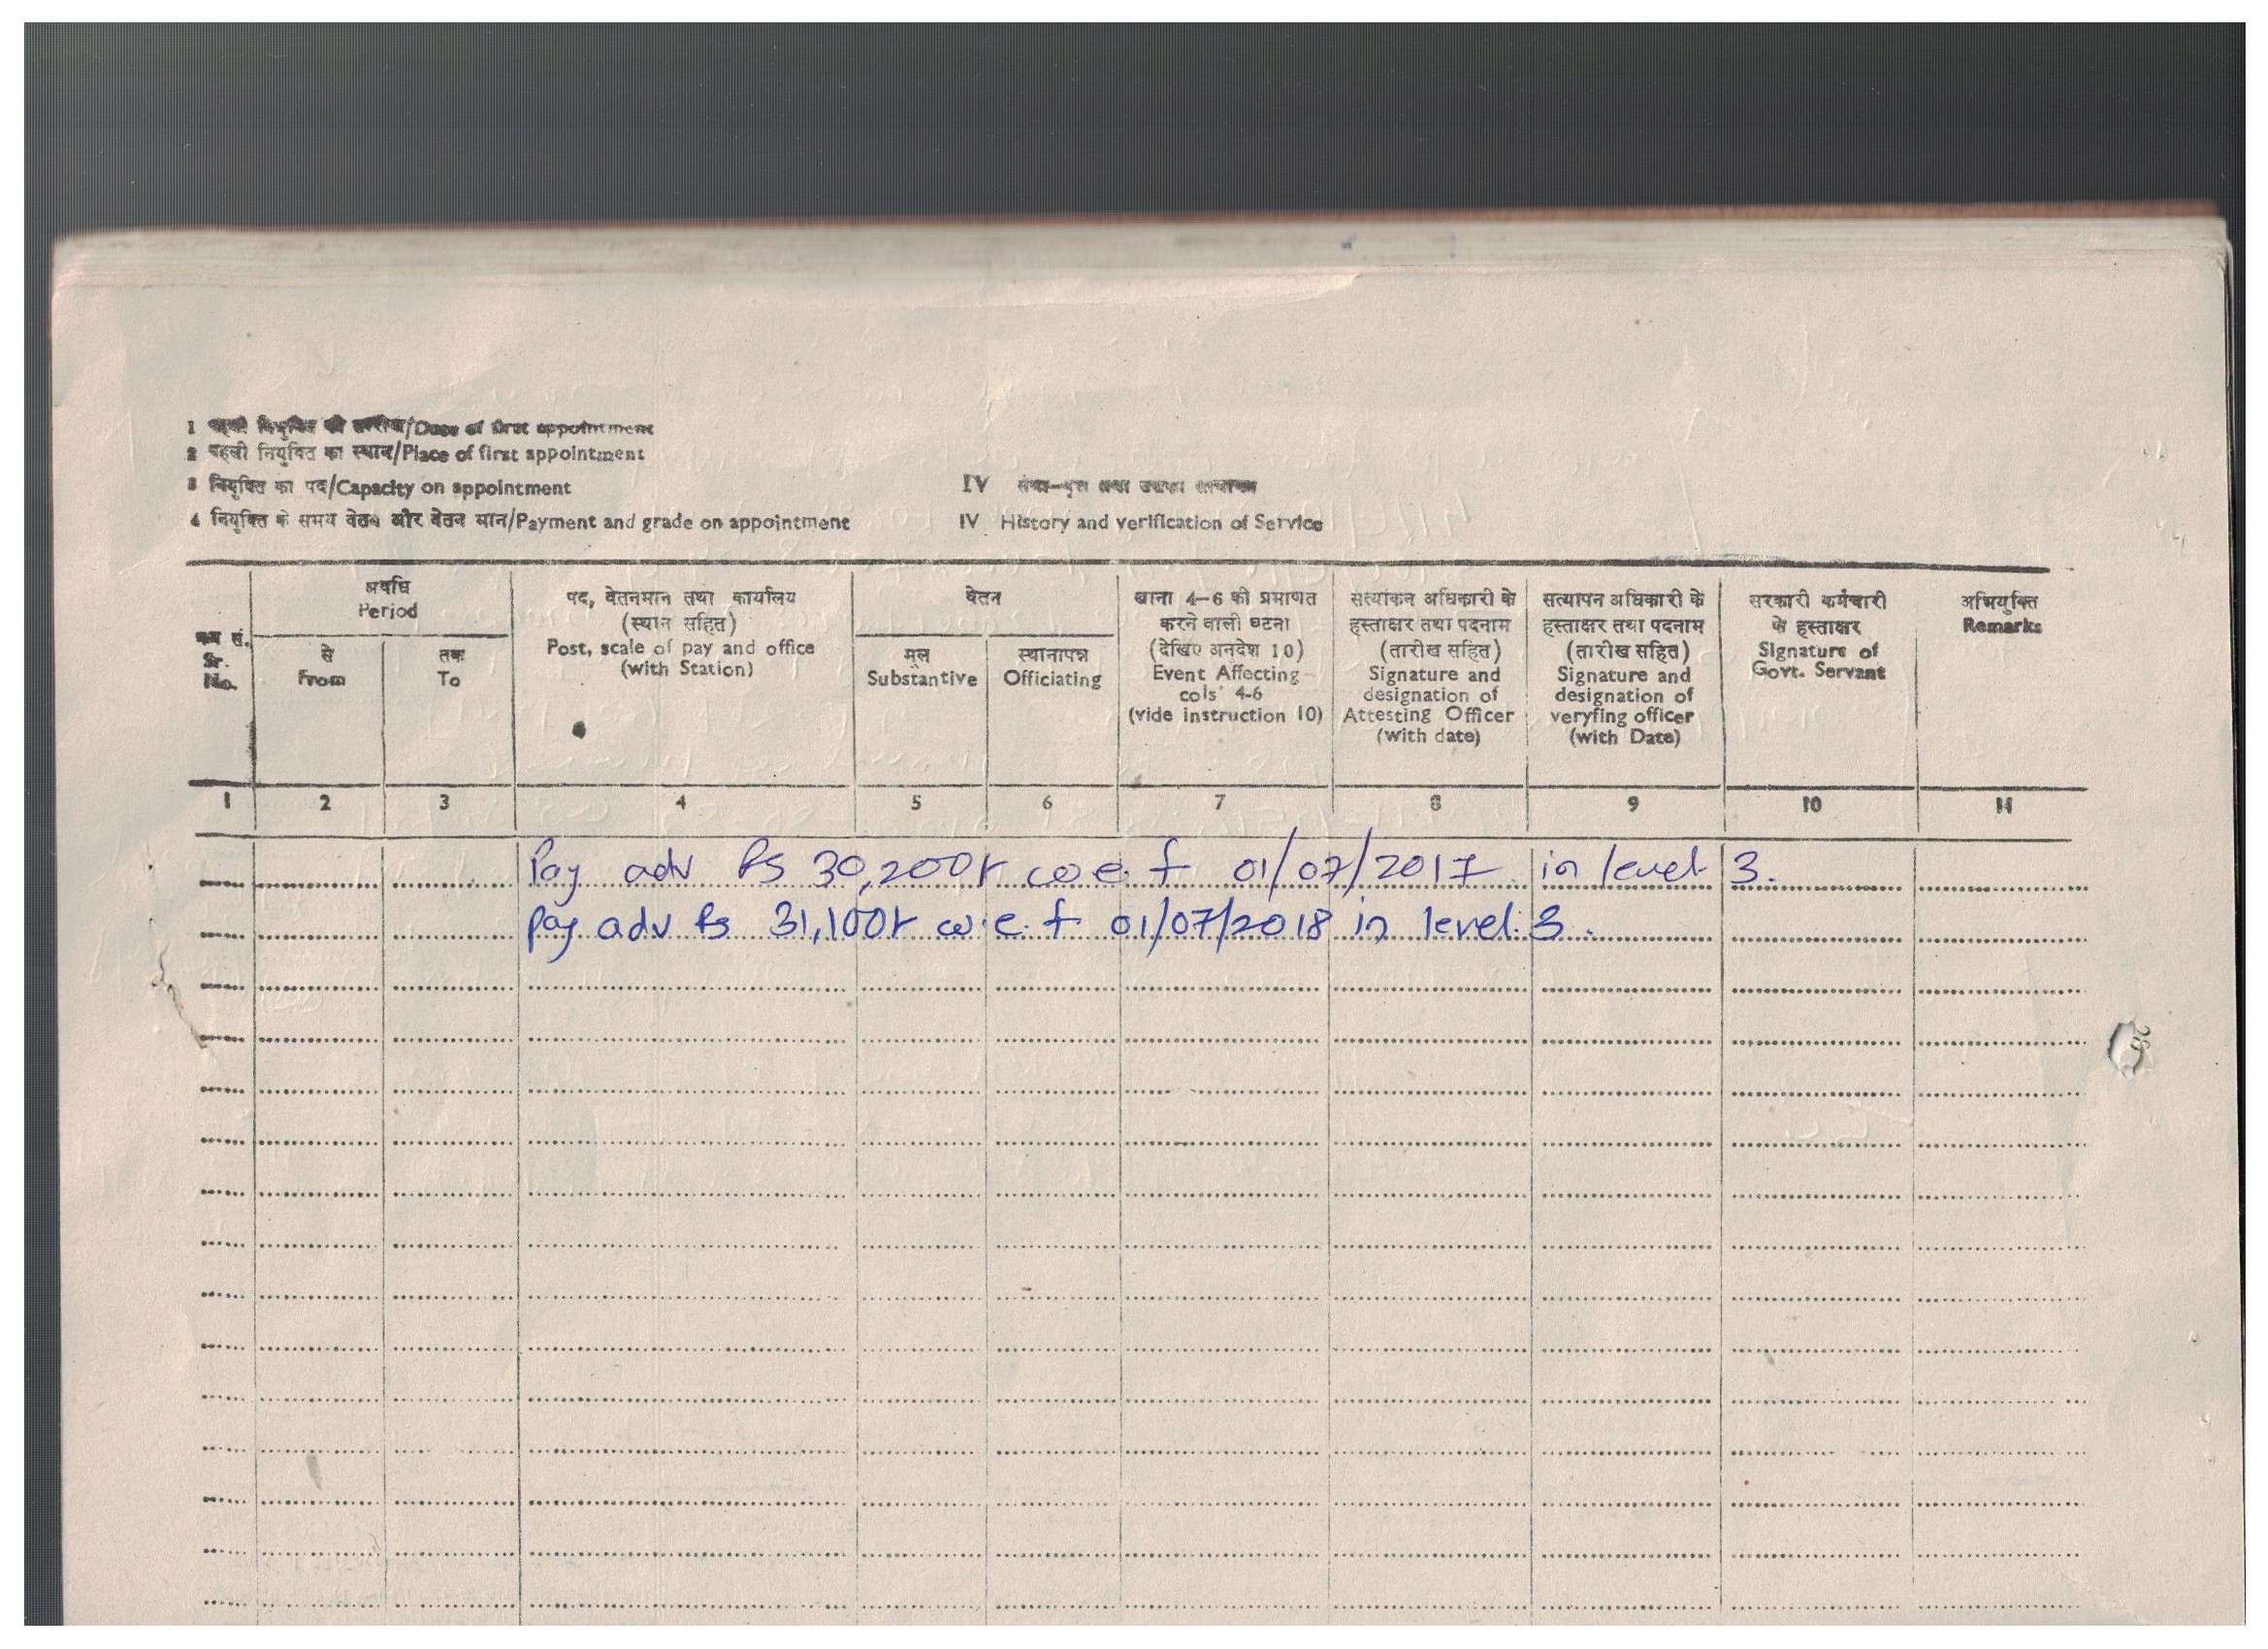 1 पहली नियुक्ति की तारीख/Date of first appointment
2 पहली नियुक्ति का स्थान/Place of first appointment
3 नियुक्ति का पद/Capacity on appointment
IV सेवा-वृत्त तथा उसका सत्यापन
4 नियुक्ति के समय वेतन और वेतन मान/Payment and grade on appointment
IV History and verification of Service
क्रम सं.
Sr.
No.
अवधि
Period
से
From
तक
To
पद, वेतनमान तथा कार्यालय
(स्थान सहित)
Post, scale of pay and office
(with Station)
वेतन
मूल
Substantive
स्थानापन्न
Officiating
खाना 4-6 की प्रमाणत
करने वाली घटना
(देखिए अनदेश 10)
Event Affecting
cols' 4-6
(vide instruction 10)
सत्यांकन अधिकारी के
हस्ताक्षर तथा पदनाम
(तारीख सहित)
Signature and
designation of
Attesting Officer
(with date)
सत्यापन अधिकारी के
हस्ताक्षर तथा पदनाम
(तारीख सहित)
Signature and
designation of
veryfing officer
(with Date)
सरकारी कर्मचारी
के हस्ताक्षर
Signature of
Govt. Servant
अभियुक्ति
Remarks
1 2 3 4 5 6 7 8 9 10 11
Pay adv Rs 30,200/- w.e.f 01/07/2017 in level 3.
Pay adv Rs 31,100/- w.e.f 01/07/2018 in level 3.